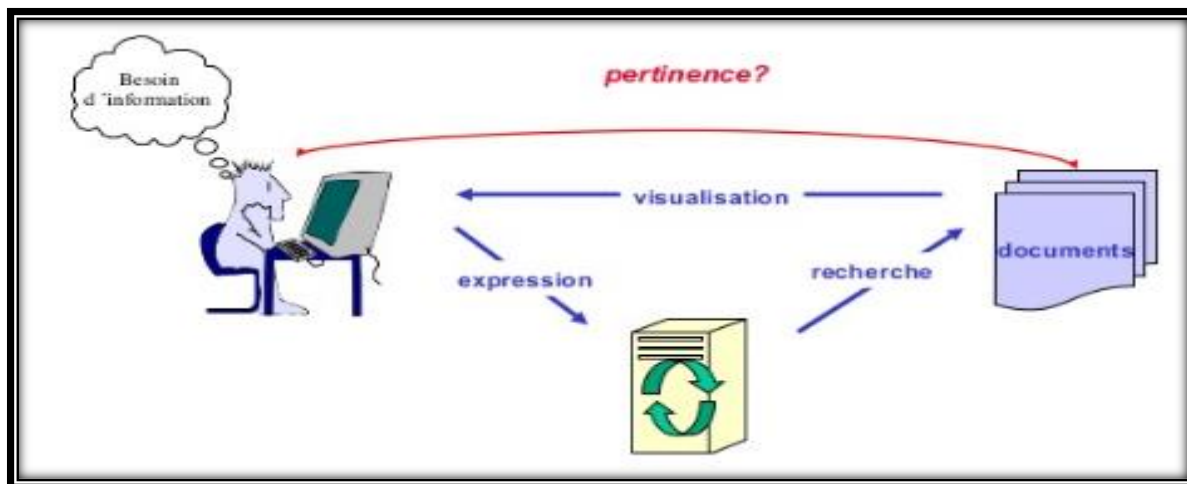 pertinence?
Besoin
d ´information
visualisation
documents
expression
recherche